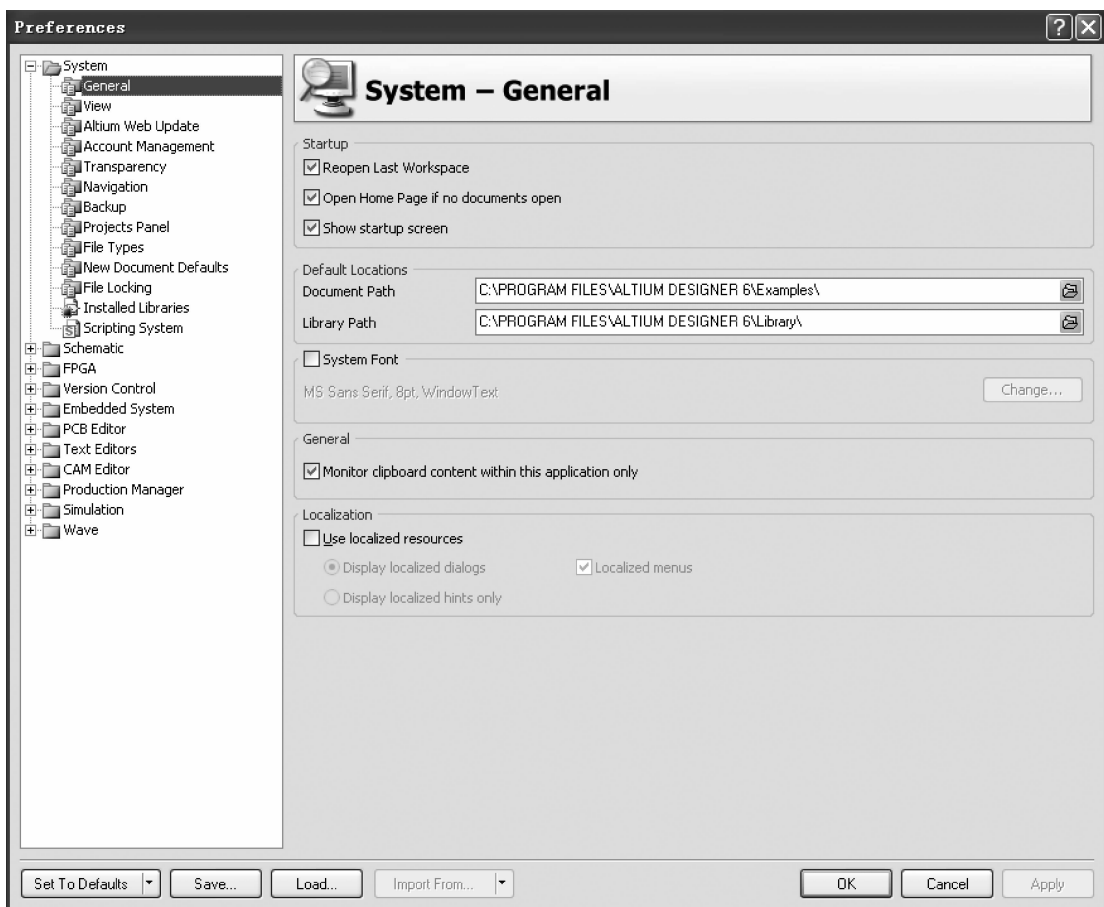 Preferences
System
General
View
Altium Web Update
Account Management
Transparency
Navigation
Backup
Projects Panel
File Types
New Document Defaults
File Locking
Installed Libraries
Scripting System
Schematic
FPGA
Version Control
Embedded System
PCB Editor
Text Editors
CAM Editor
Production Manager
Simulation
Wave
System – General
Startup
Reopen Last Workspace
Open Home Page if no documents open
Show startup screen
Default Locations
Document Path C:\PROGRAM FILES\ALTIUM DESIGNER 6\Examples\
Library Path C:\PROGRAM FILES\ALTIUM DESIGNER 6\Library\
System Font
MS Sans Serif, 8pt, WindowText Change...
General
Monitor clipboard content within this application only
Localization
Use localized resources
Display localized dialogs Localized menus
Display localized hints only
Set To Defaults Save... Load... Import From... OK Cancel Apply